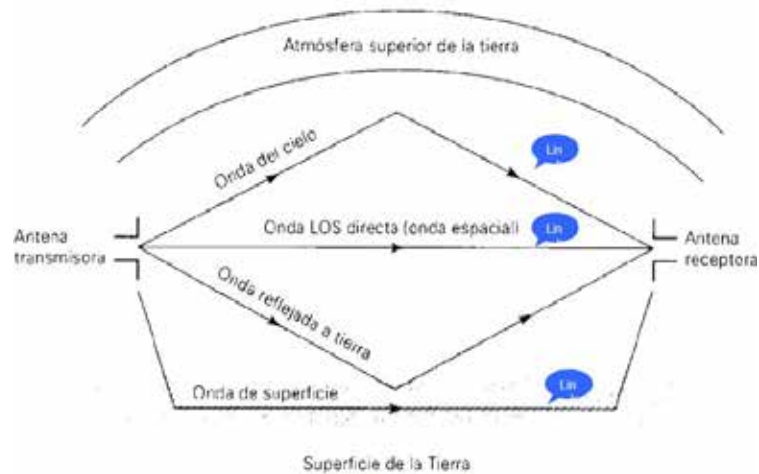 Atmósfera superior de la tierra
Onda del cielo
Lin
Onda LOS directa (onda espacial)
Lin
Antena
transmisora
Antena
receptora
Onda reflejada a tierra
Onda de superficie
Lin
Superficie de la Tierra